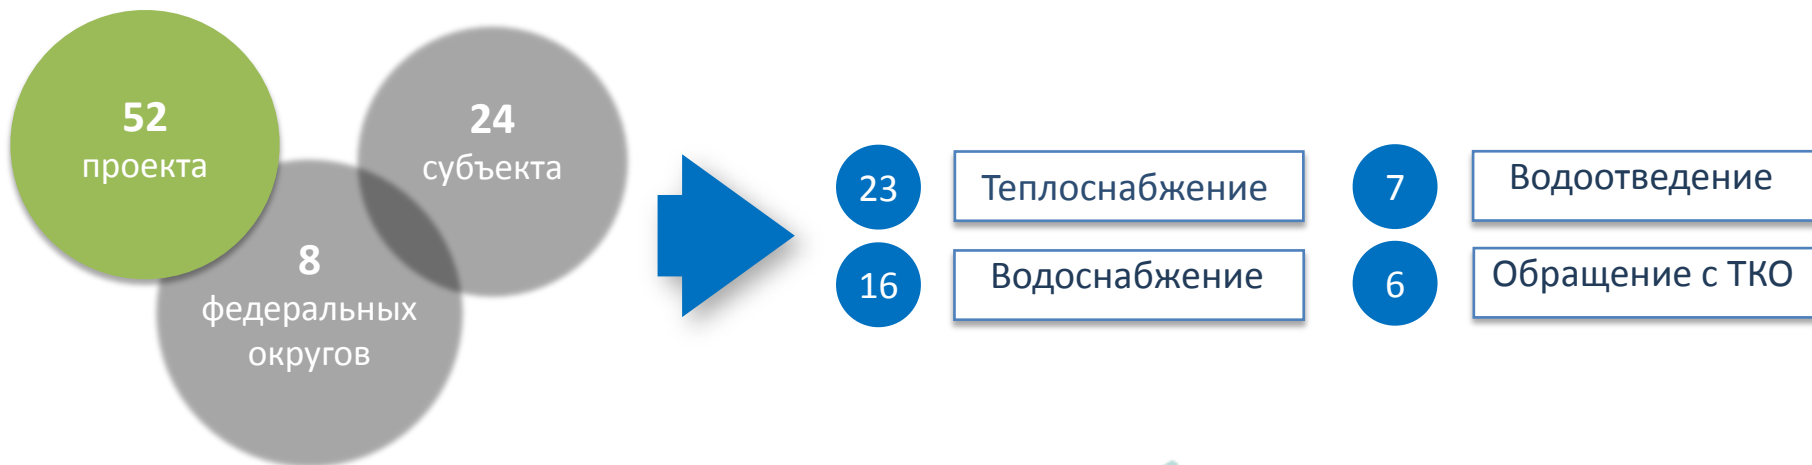 52
проекта
24
субъекта
8
федеральных
округов
23
Теплоснабжение
7
Водоотведение
16
Водоснабжение
6
Обращение с ТКО